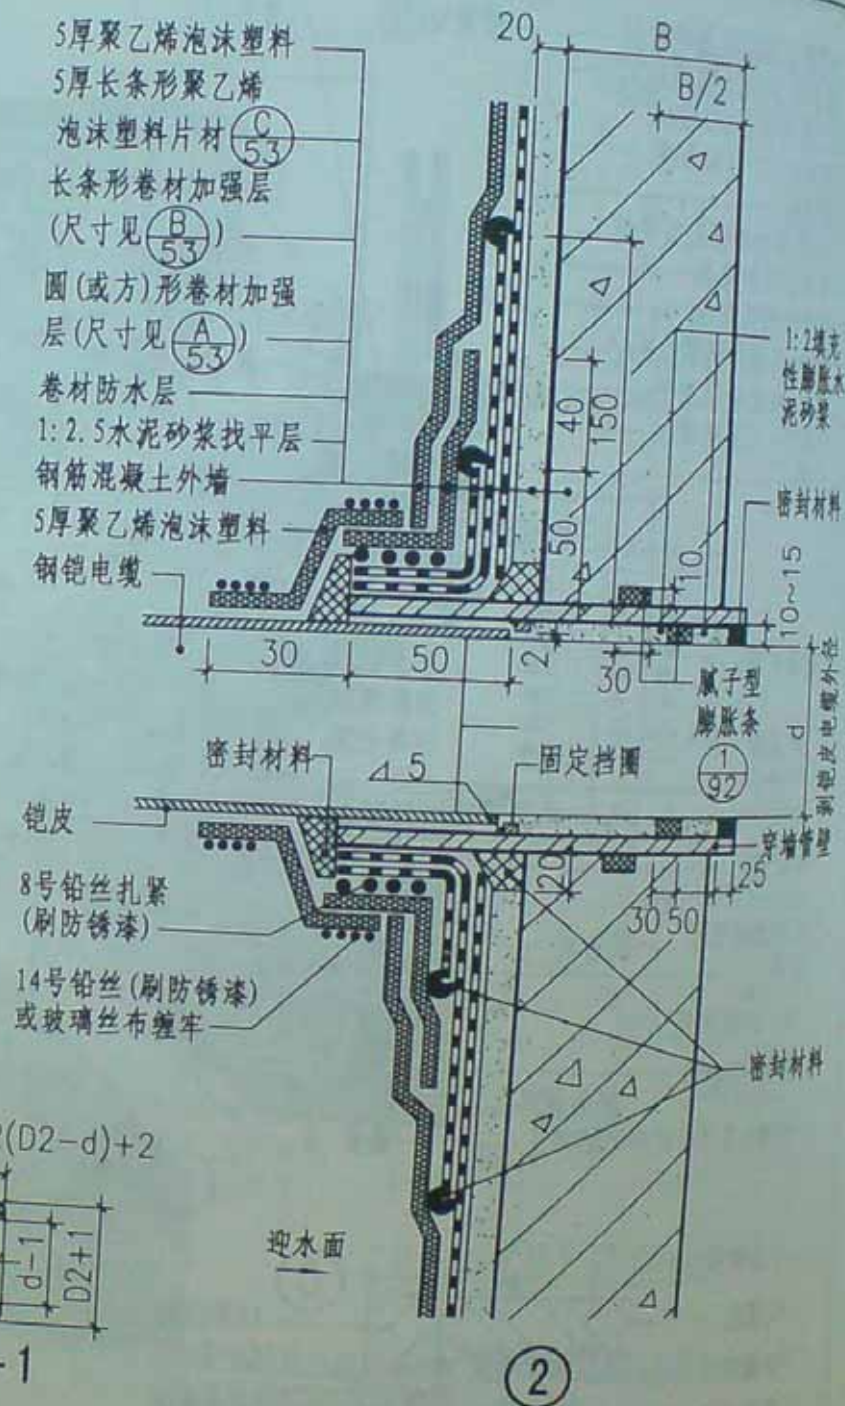 5厚聚乙烯泡沫塑料
5厚长条形聚乙烯
泡沫塑料片材 C/53
长条形卷材加强层
(尺寸见 B/53 )
圆(或方)形卷材加强
层(尺寸见 A/53 )
卷材防水层
1:2.5水泥砂浆找平层
钢筋混凝土外墙
5厚聚乙烯泡沫塑料
钢铠电缆
20
B
B/2
40
150
50
1:2填充
性膨胀水
泥砂浆
密封材料
10
10~15
30
50
2
30
腻子型
膨胀条
1/92
d
剥铠皮电缆外径
密封材料
5
固定挡圈
铠皮
穿墙管壁
20
25
30 50
8号铅丝扎紧
(刷防锈漆)
14号铅丝(刷防锈漆)
或玻璃丝布缠牢
密封材料
(D2-d)+2
d-1
D2+1
迎水面
-1
2